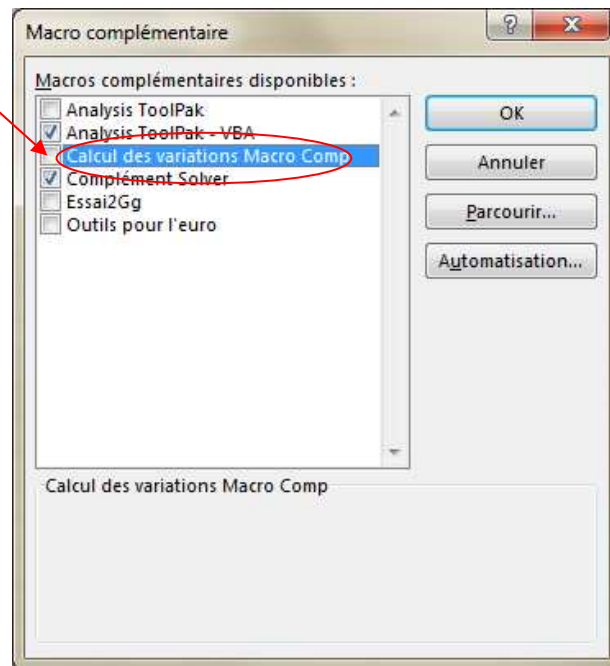 Macro complémentaire
Macros complémentaires disponibles :
Analysis ToolPak
Analysis ToolPak - VBA
Calcul des variations Macro Comp
Complément Solver
Essai2Gg
Outils pour l'euro
OK
Annuler
Parcourir...
Automatisation...
Calcul des variations Macro Comp